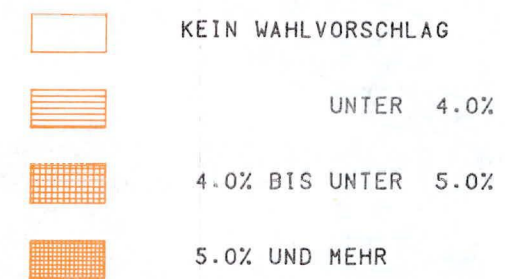 KEIN WAHLVORSCHLAG
UNTER 4.0%
4.0% BIS UNTER 5.0%
5.0% UND MEHR